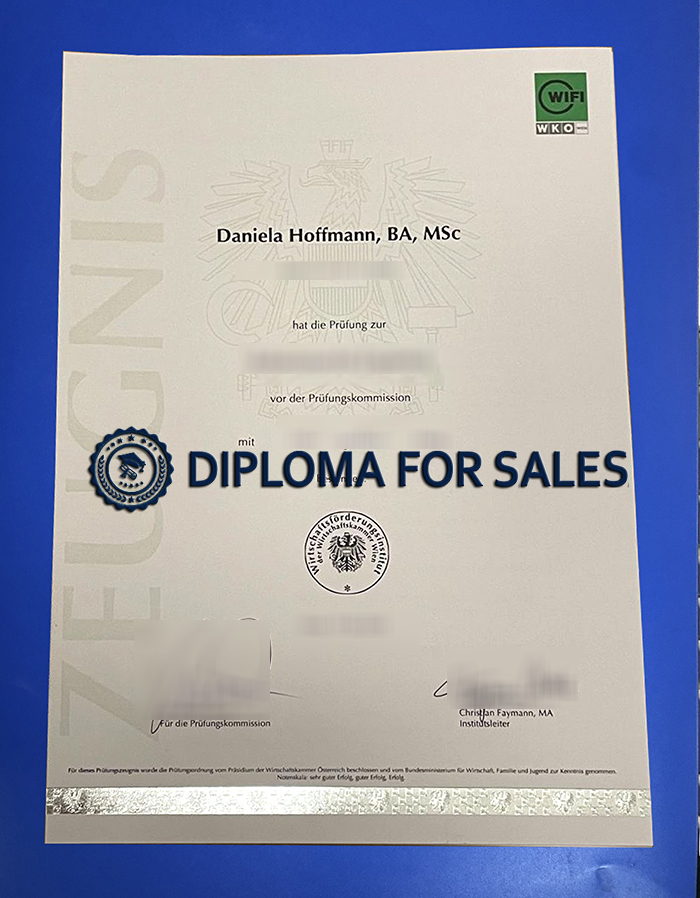 WIFI
WKO WIEN
ZEUGNIS
Daniela Hoffmann, BA, MSc
hat die Prüfung zur
vor der Prüfungskommission
mit
DIPLOMA FOR SALES
Wirtschaftsförderungsinstitut
der Wirtschaftskammer Wien
Für die Prüfungskommission
Christian Faymann, MA
Institutsleiter
Für dieses Prüfungszeugnis wurde die Prüfungsordnung vom Präsidium der Wirtschaftskammer Österreich beschlossen und vom Bundesministerium für Wirtschaft, Familie und Jugend zur Kenntnis genommen.
Notenskala: sehr guter Erfolg, guter Erfolg, Erfolg.